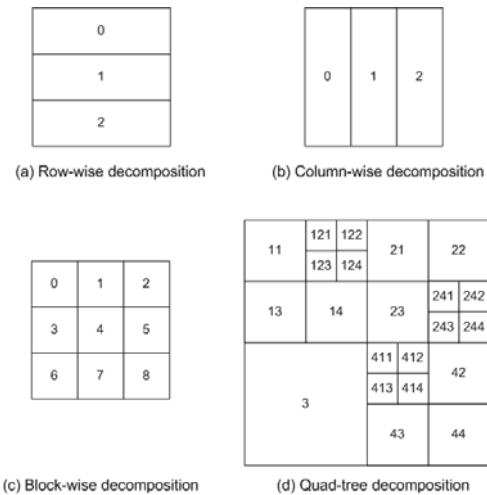 0
1
2
(a) Row-wise decomposition
0 1 2
(b) Column-wise decomposition
0 1 2
3 4 5
6 7 8
(c) Block-wise decomposition
11 121 122 21 22
123 124
13 14 23 241 242
243 244
3 411 412 42
413 414
43 44
(d) Quad-tree decomposition